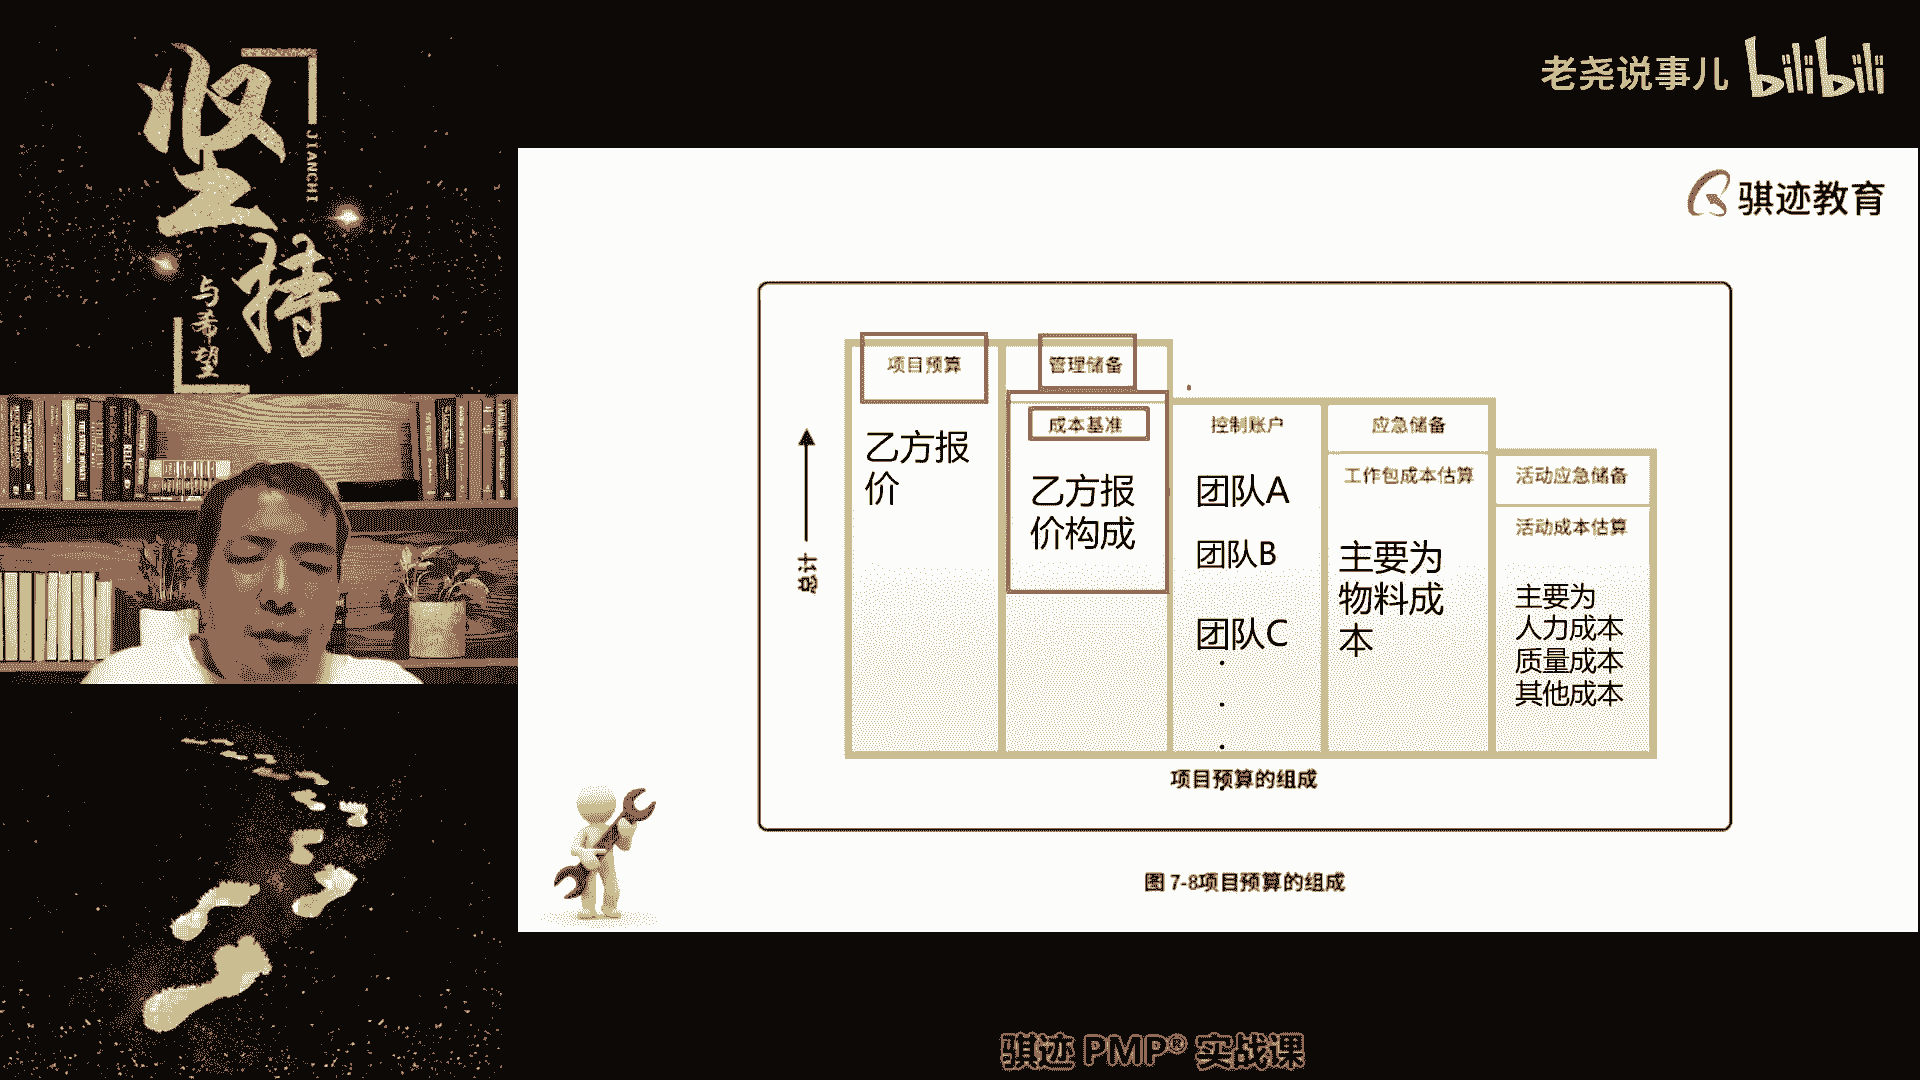 坚持
JIANCHI
与希望
老尧说事儿 bilibili
骐迹教育
项目预算
管理储备
成本基准
控制账户
应急储备
工作包成本估算
活动应急储备
活动成本估算
乙方报
价
乙方报
价构成
团队A
团队B
团队C
主要为
物料成
本
主要为
人力成本
质量成本
其他成本
总计
项目预算的组成
图 7-8项目预算的组成
骐迹 PMP® 实战课